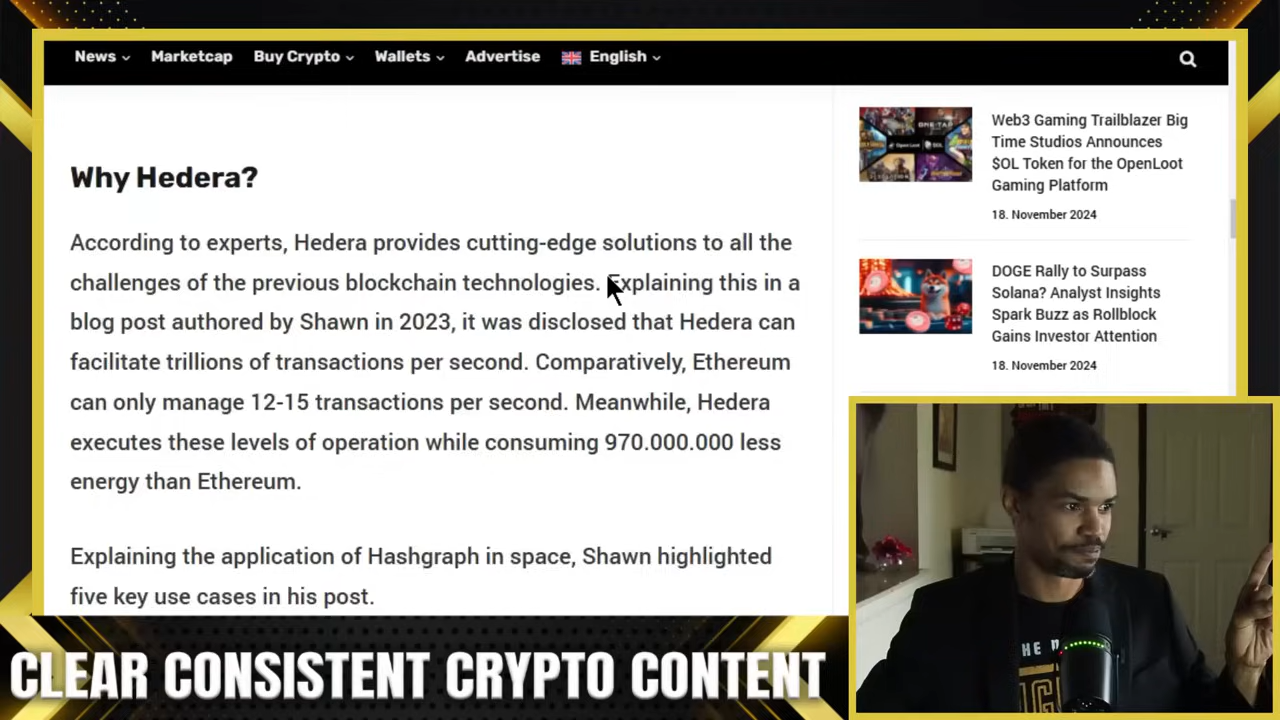 News
Marketcap
Buy Crypto
Wallets
Advertise
English
Why Hedera?
According to experts, Hedera provides cutting-edge solutions to all the
challenges of the previous blockchain technologies. Explaining this in a
blog post authored by Shawn in 2023, it was disclosed that Hedera can
facilitate trillions of transactions per second. Comparatively, Ethereum
can only manage 12-15 transactions per second. Meanwhile, Hedera
executes these levels of operation while consuming 970.000.000 less
energy than Ethereum.
Explaining the application of Hashgraph in space, Shawn highlighted
five key use cases in his post.
Web3 Gaming Trailblazer Big
Time Studios Announces
$OL Token for the OpenLoot
Gaming Platform
18. November 2024
DOGE Rally to Surpass
Solana? Analyst Insights
Spark Buzz as Rollblock
Gains Investor Attention
18. November 2024
CLEAR CONSISTENT CRYPTO CONTENT